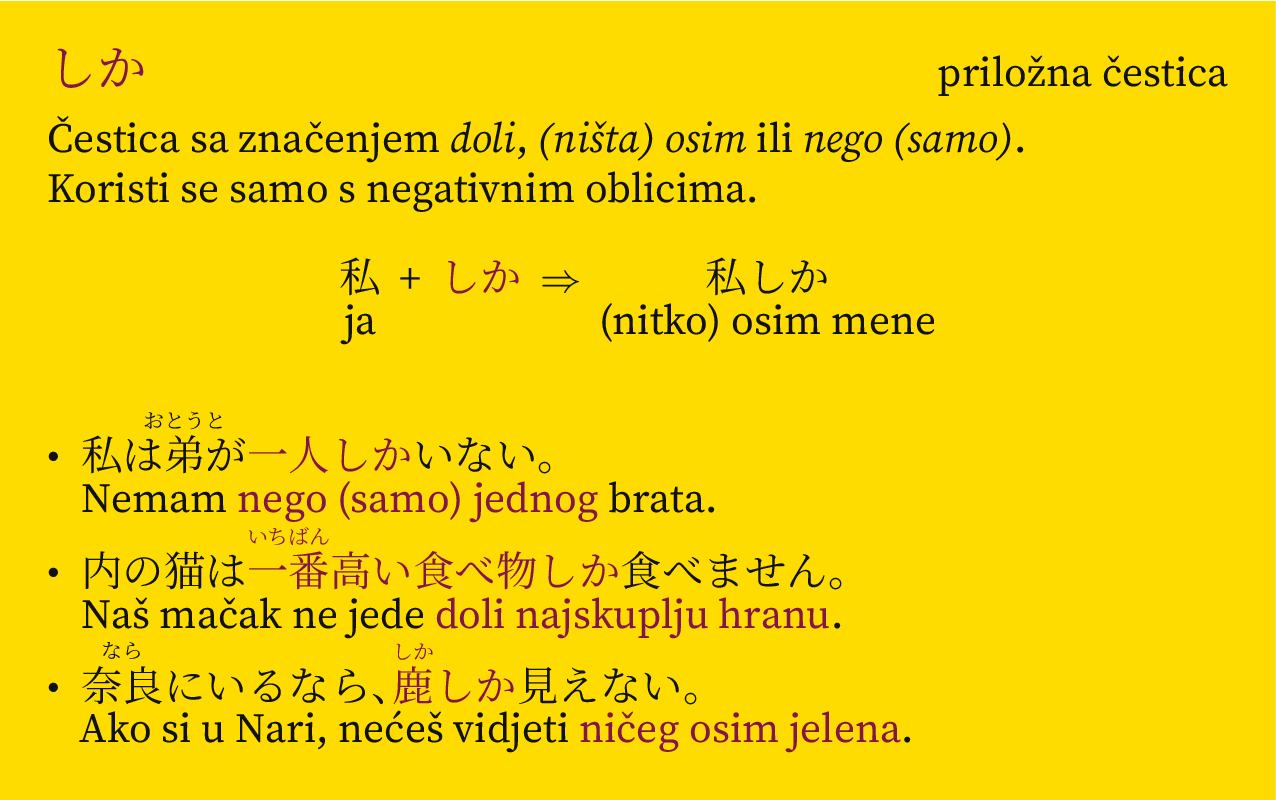 しか priložna čestica
Čestica sa značenjem doli, (ništa) osim ili nego (samo).
Koristi se samo s negativnim oblicima.
私 + しか ⇒ 私しか
ja (nitko) osim mene
おとうと
• 私は弟が一人しかいない。
Nemam nego (samo) jednog brata.
いちばん
• 内の猫は一番高い食べ物しか食べません。
Naš mačak ne jede doli najskuplju hranu.
なら しか
• 奈良にいるなら、鹿しか見えない。
Ako si u Nari, nećeš vidjeti ničeg osim jelena.